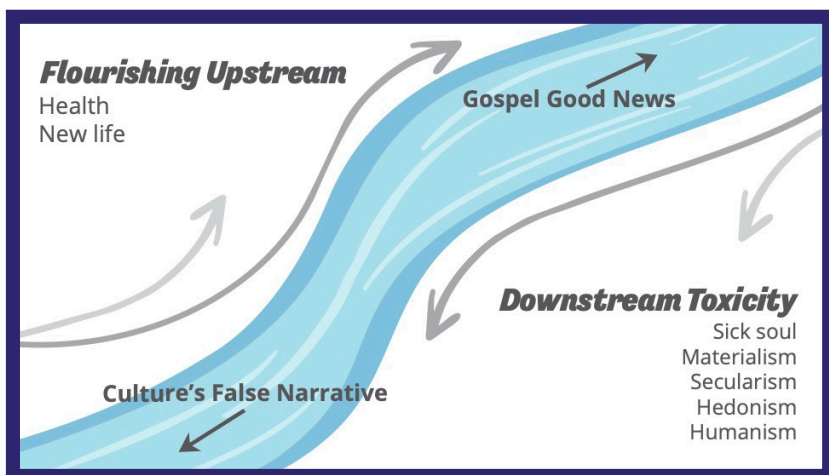 Flourishing Upstream
Health
New life
Gospel Good News
Downstream Toxicity
Sick soul
Materialism
Secularism
Hedonism
Humanism
Culture’s False Narrative